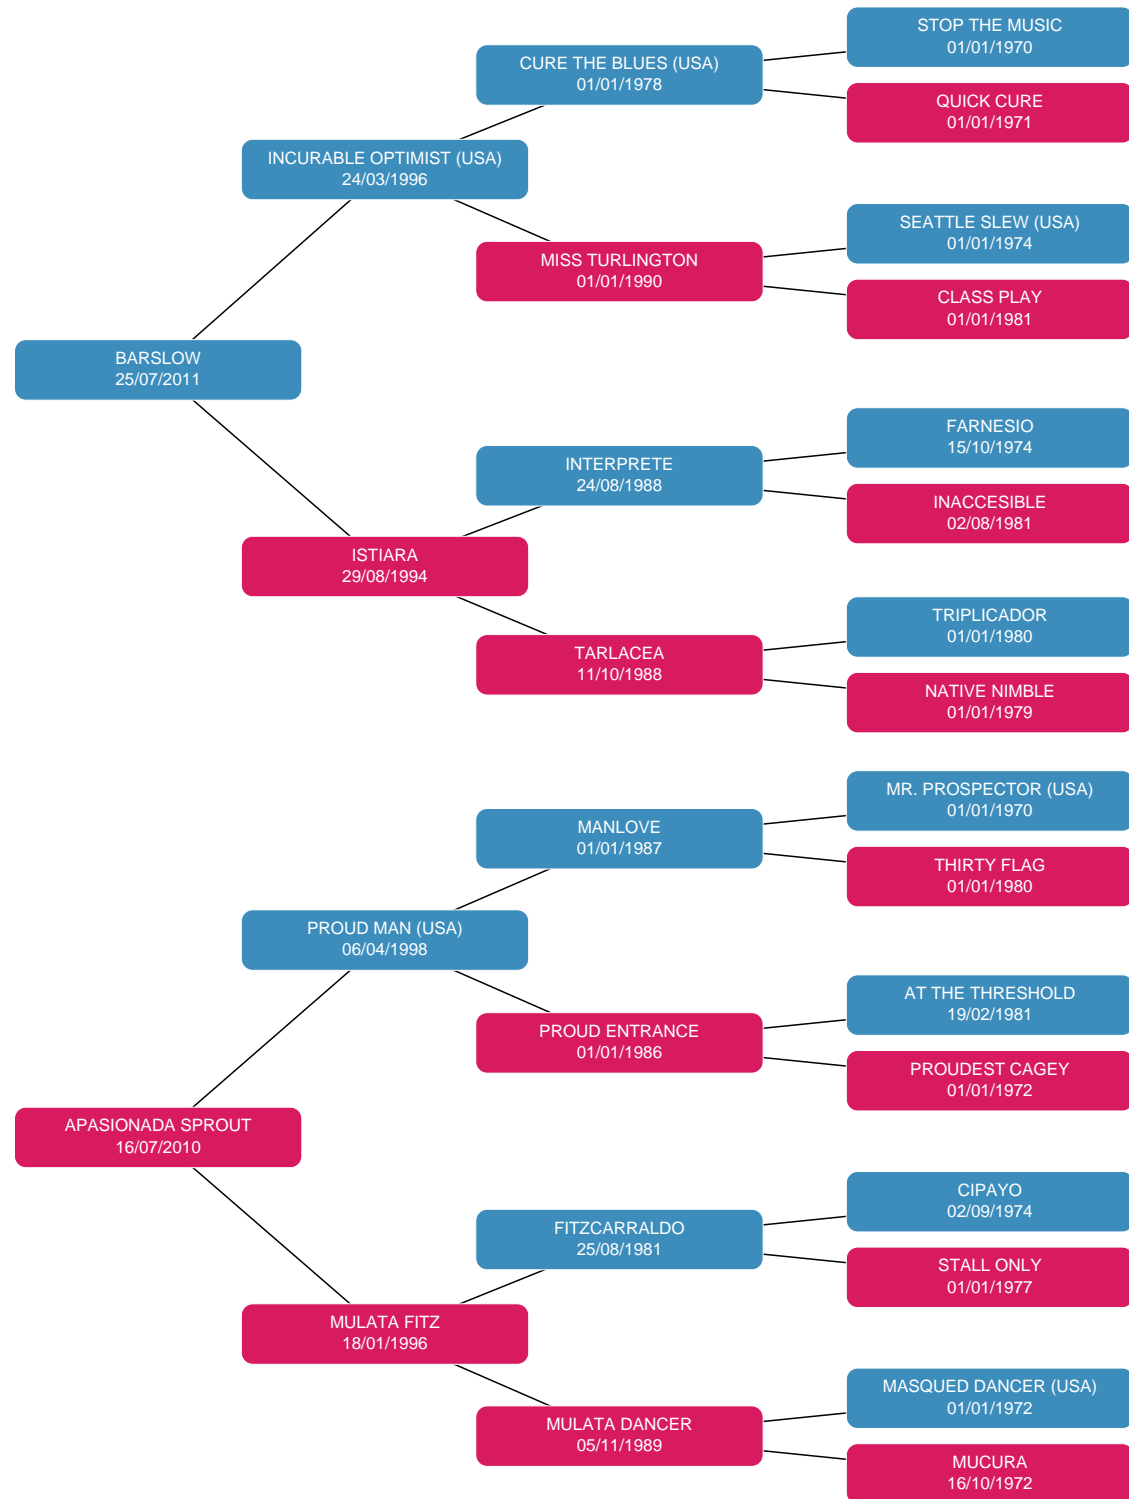 STOP THE MUSIC
01/01/1970
CURE THE BLUES (USA)
01/01/1978
QUICK CURE
01/01/1971
INCURABLE OPTIMIST (USA)
24/03/1996
SEATTLE SLEW (USA)
01/01/1974
MISS TURLINGTON
01/01/1990
CLASS PLAY
01/01/1981
BARSLOW
25/07/2011
FARNESIO
15/10/1974
INTERPRETE
24/08/1988
INACCESIBLE
02/08/1981
ISTIARA
29/08/1994
TRIPLICADOR
01/01/1980
TARLACEA
11/10/1988
NATIVE NIMBLE
01/01/1979
MR. PROSPECTOR (USA)
01/01/1970
MANLOVE
01/01/1987
THIRTY FLAG
01/01/1980
PROUD MAN (USA)
06/04/1998
AT THE THRESHOLD
19/02/1981
PROUD ENTRANCE
01/01/1986
PROUDEST CAGEY
01/01/1972
APASIONADA SPROUT
16/07/2010
CIPAYO
02/09/1974
FITZCARRALDO
25/08/1981
STALL ONLY
01/01/1977
MULATA FITZ
18/01/1996
MASQUED DANCER (USA)
01/01/1972
MULATA DANCER
05/11/1989
MUCURA
16/10/1972